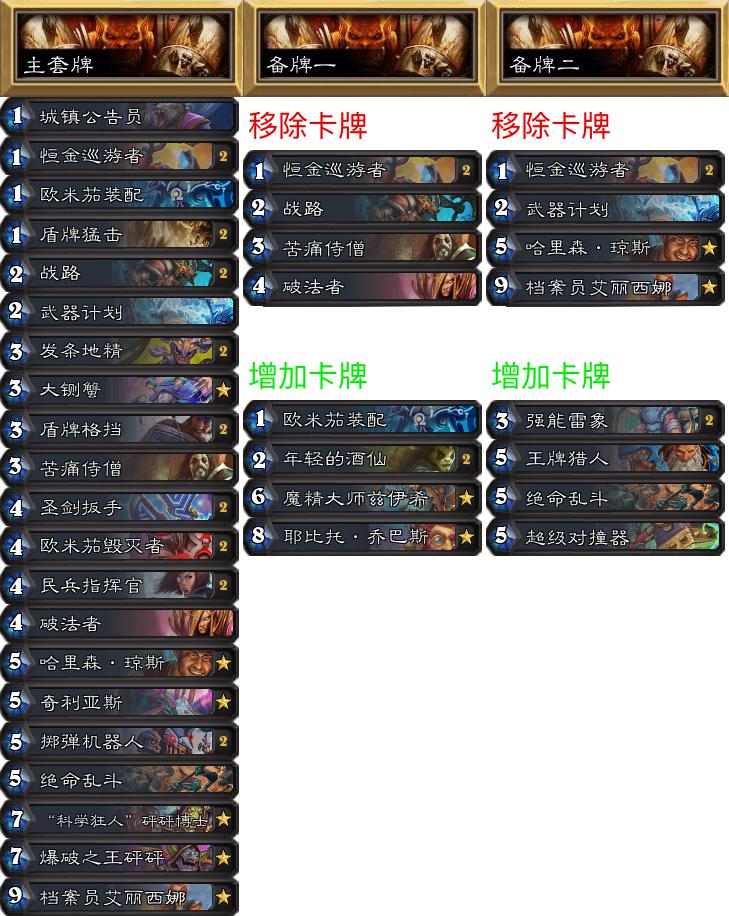 主套牌
1 城镇公告员
1 恒金巡游者 2
1 欧米茄装配
1 盾牌猛击 2
2 战路 2
2 武器计划
3 发条地精 2
3 大铡蟹
3 盾牌格挡 2
3 苦痛侍僧
4 圣剑扳手 2
4 欧米茄毁灭者 2
4 民兵指挥官 2
4 破法者
5 哈里森·琼斯
5 奇利亚斯
5 掷弹机器人 2
5 绝命乱斗
7 “科学狂人”砰砰博士
7 爆破之王砰砰
9 档案员艾丽西娜
备牌一
移除卡牌
1 恒金巡游者 2
2 战路
3 苦痛侍僧
4 破法者
增加卡牌
1 欧米茄装配
2 年轻的酒仙 2
6 魔精大师兹伊希
8 耶比托·乔巴斯
备牌二
移除卡牌
1 恒金巡游者 2
2 武器计划
5 哈里森·琼斯
9 档案员艾丽西娜
增加卡牌
3 强能雷象 2
5 王牌猎人
5 绝命乱斗
5 超级对撞器